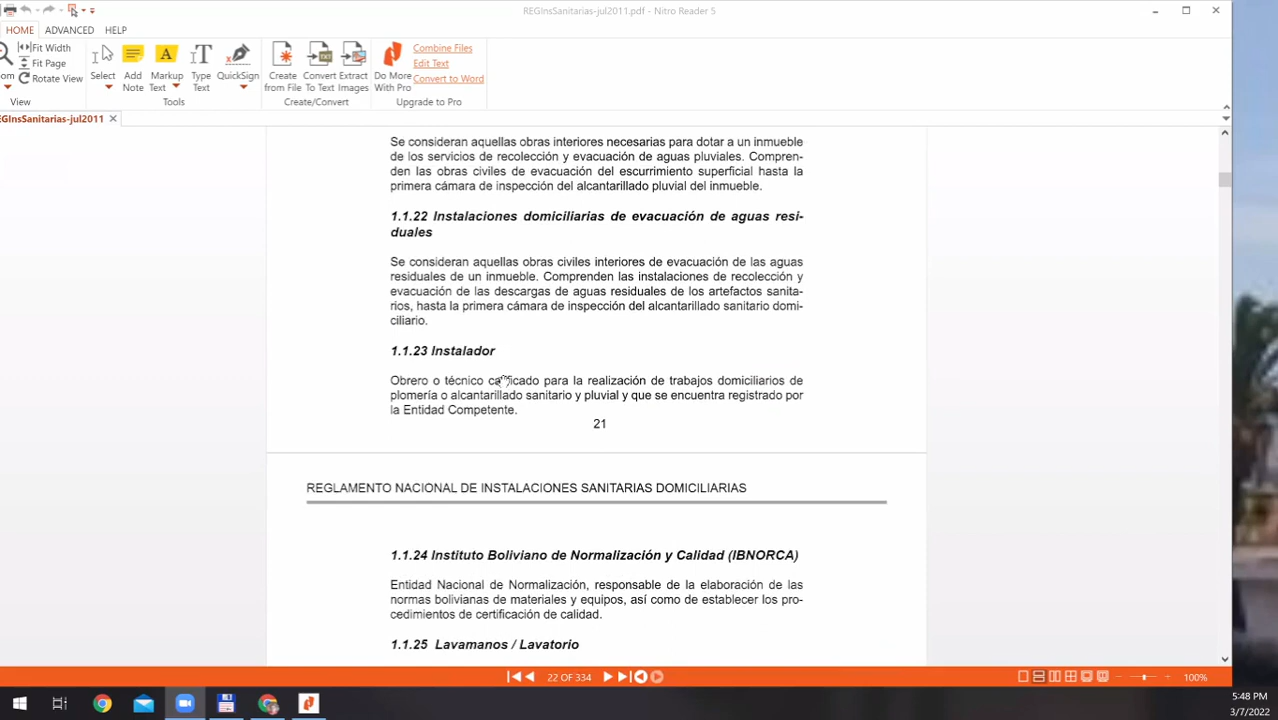 REGInsSanitarias-jul2011.pdf - Nitro Reader 5
HOME ADVANCED HELP
Fit Width
Fit Page
Rotate View
Select
Add Note
Markup Text
Type Text
QuickSign
Create from File
Convert To Text
Extract Images
Do More With Pro
Combine Files
Edit Text
Convert to Word
View
Tools
Create/Convert
Upgrade to Pro
EGInsSanitarias-jul2011
Se consideran aquellas obras interiores necesarias para dotar a un inmueble
de los servicios de recolección y evacuación de aguas pluviales. Compren-
den las obras civiles de evacuación del escurrimiento superficial hasta la
primera cámara de inspección del alcantarillado pluvial del inmueble.
1.1.22 Instalaciones domiciliarias de evacuación de aguas resi-
duales
Se consideran aquellas obras civiles interiores de evacuación de las aguas
residuales de un inmueble. Comprenden las instalaciones de recolección y
evacuación de las descargas de aguas residuales de los artefactos sanita-
rios, hasta la primera cámara de inspección del alcantarillado sanitario domi-
ciliario.
1.1.23 Instalador
Obrero o técnico calificado para la realización de trabajos domiciliarios de
plomería o alcantarillado sanitario y pluvial y que se encuentra registrado por
la Entidad Competente.
21
REGLAMENTO NACIONAL DE INSTALACIONES SANITARIAS DOMICILIARIAS
1.1.24 Instituto Boliviano de Normalización y Calidad (IBNORCA)
Entidad Nacional de Normalización, responsable de la elaboración de las
normas bolivianas de materiales y equipos, así como de establecer los pro-
cedimientos de certificación de calidad.
1.1.25 Lavamanos / Lavatorio
22 OF 334
100%
5:48 PM
3/7/2022